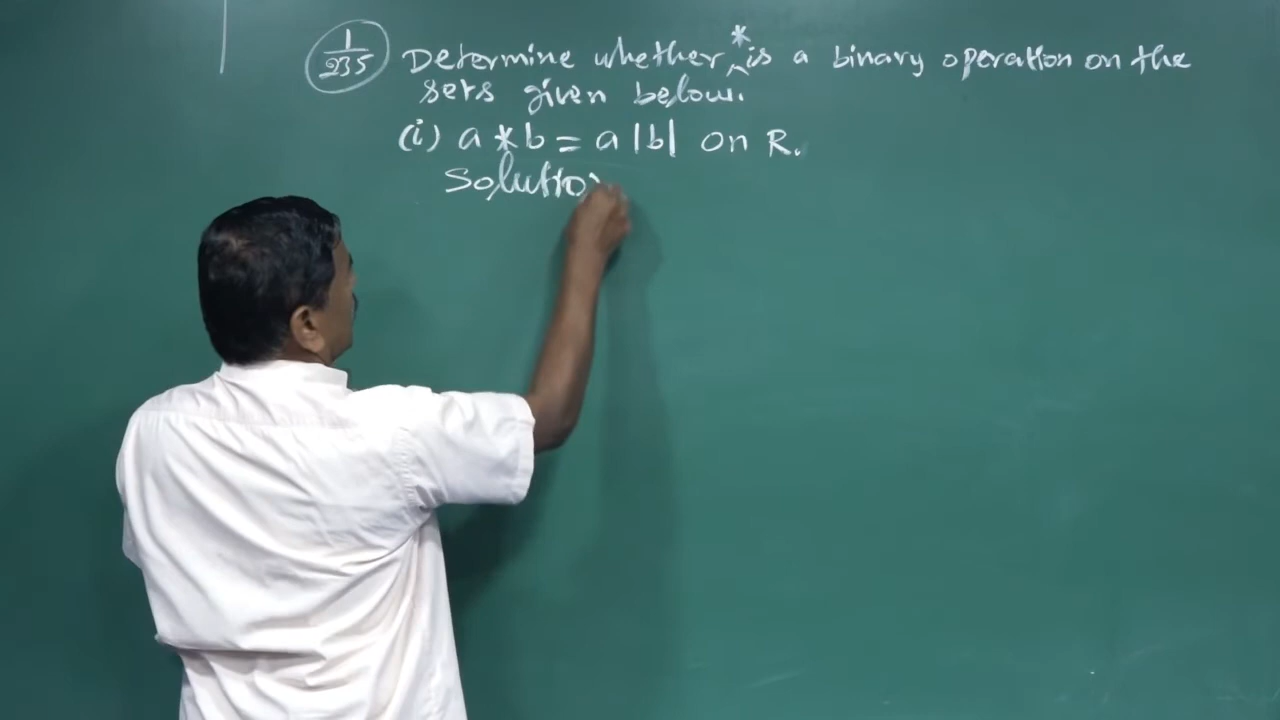 1/235 Determine whether * is a binary operation on the
sets given below.
(i) a * b = a |b| on R.
Solution